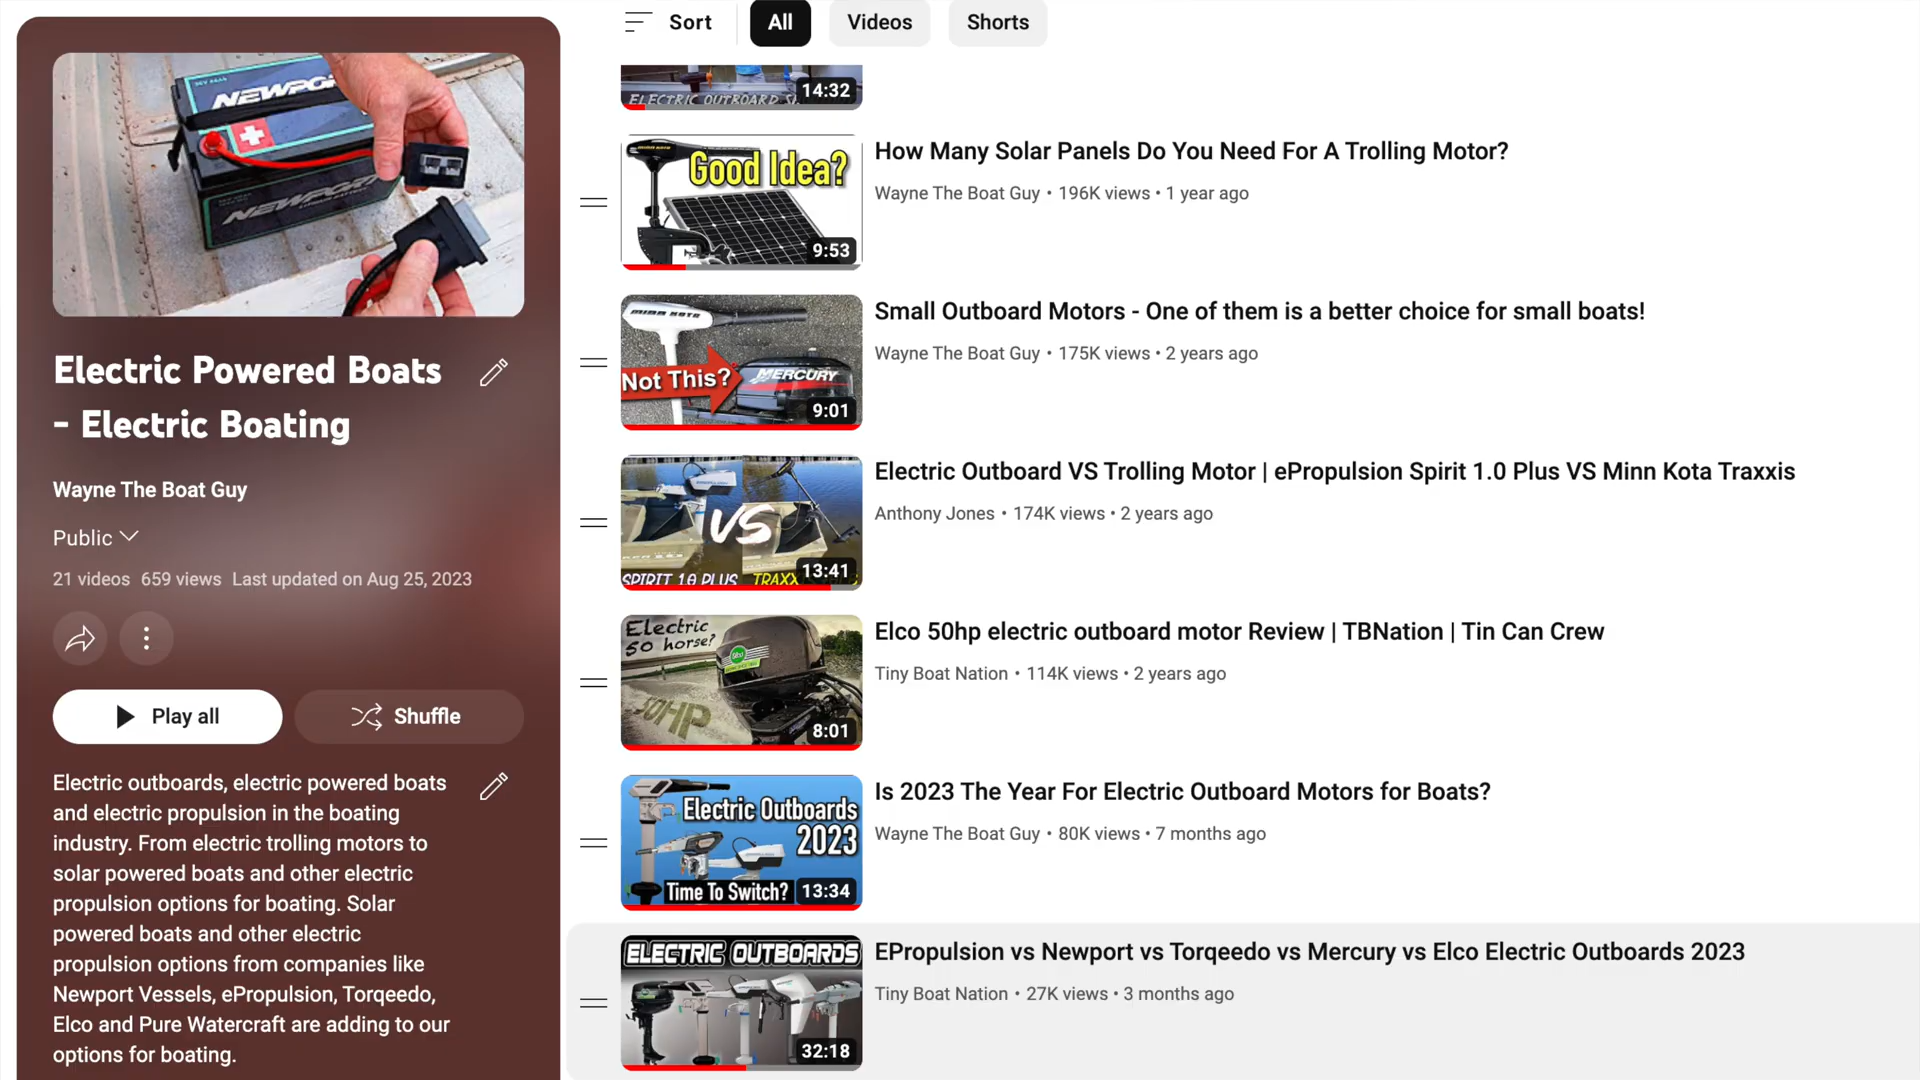 Sort
All
Videos
Shorts
NEWPORT
NEWPORT
Electric Powered Boats
- Electric Boating
Wayne The Boat Guy
Public
21 videos 659 views Last updated on Aug 25, 2023
Play all
Shuffle
Electric outboards, electric powered boats
and electric propulsion in the boating
industry. From electric trolling motors to
solar powered boats and other electric
propulsion options for boating. Solar
powered boats and other electric
propulsion options from companies like
Newport Vessels, ePropulsion, Torqeedo,
Elco and Pure Watercraft are adding to our
options for boating.
ELECTRIC OUTBOARD
14:32
Good Idea?
9:53
How Many Solar Panels Do You Need For A Trolling Motor?
Wayne The Boat Guy • 196K views • 1 year ago
MINN KOTA
Not This?
MERCURY
9:01
Small Outboard Motors - One of them is a better choice for small boats!
Wayne The Boat Guy • 175K views • 2 years ago
VS
SPIRIT 1.0 PLUS
13:41
Electric Outboard VS Trolling Motor | ePropulsion Spirit 1.0 Plus VS Minn Kota Traxxis
Anthony Jones • 174K views • 2 years ago
Electric
50 horse?
50HP
8:01
Elco 50hp electric outboard motor Review | TBNation | Tin Can Crew
Tiny Boat Nation • 114K views • 2 years ago
Electric Outboards
2023
Time To Switch?
13:34
Is 2023 The Year For Electric Outboard Motors for Boats?
Wayne The Boat Guy • 80K views • 7 months ago
ELECTRIC OUTBOARDS
32:18
EPropulsion vs Newport vs Torqeedo vs Mercury vs Elco Electric Outboards 2023
Tiny Boat Nation • 27K views • 3 months ago